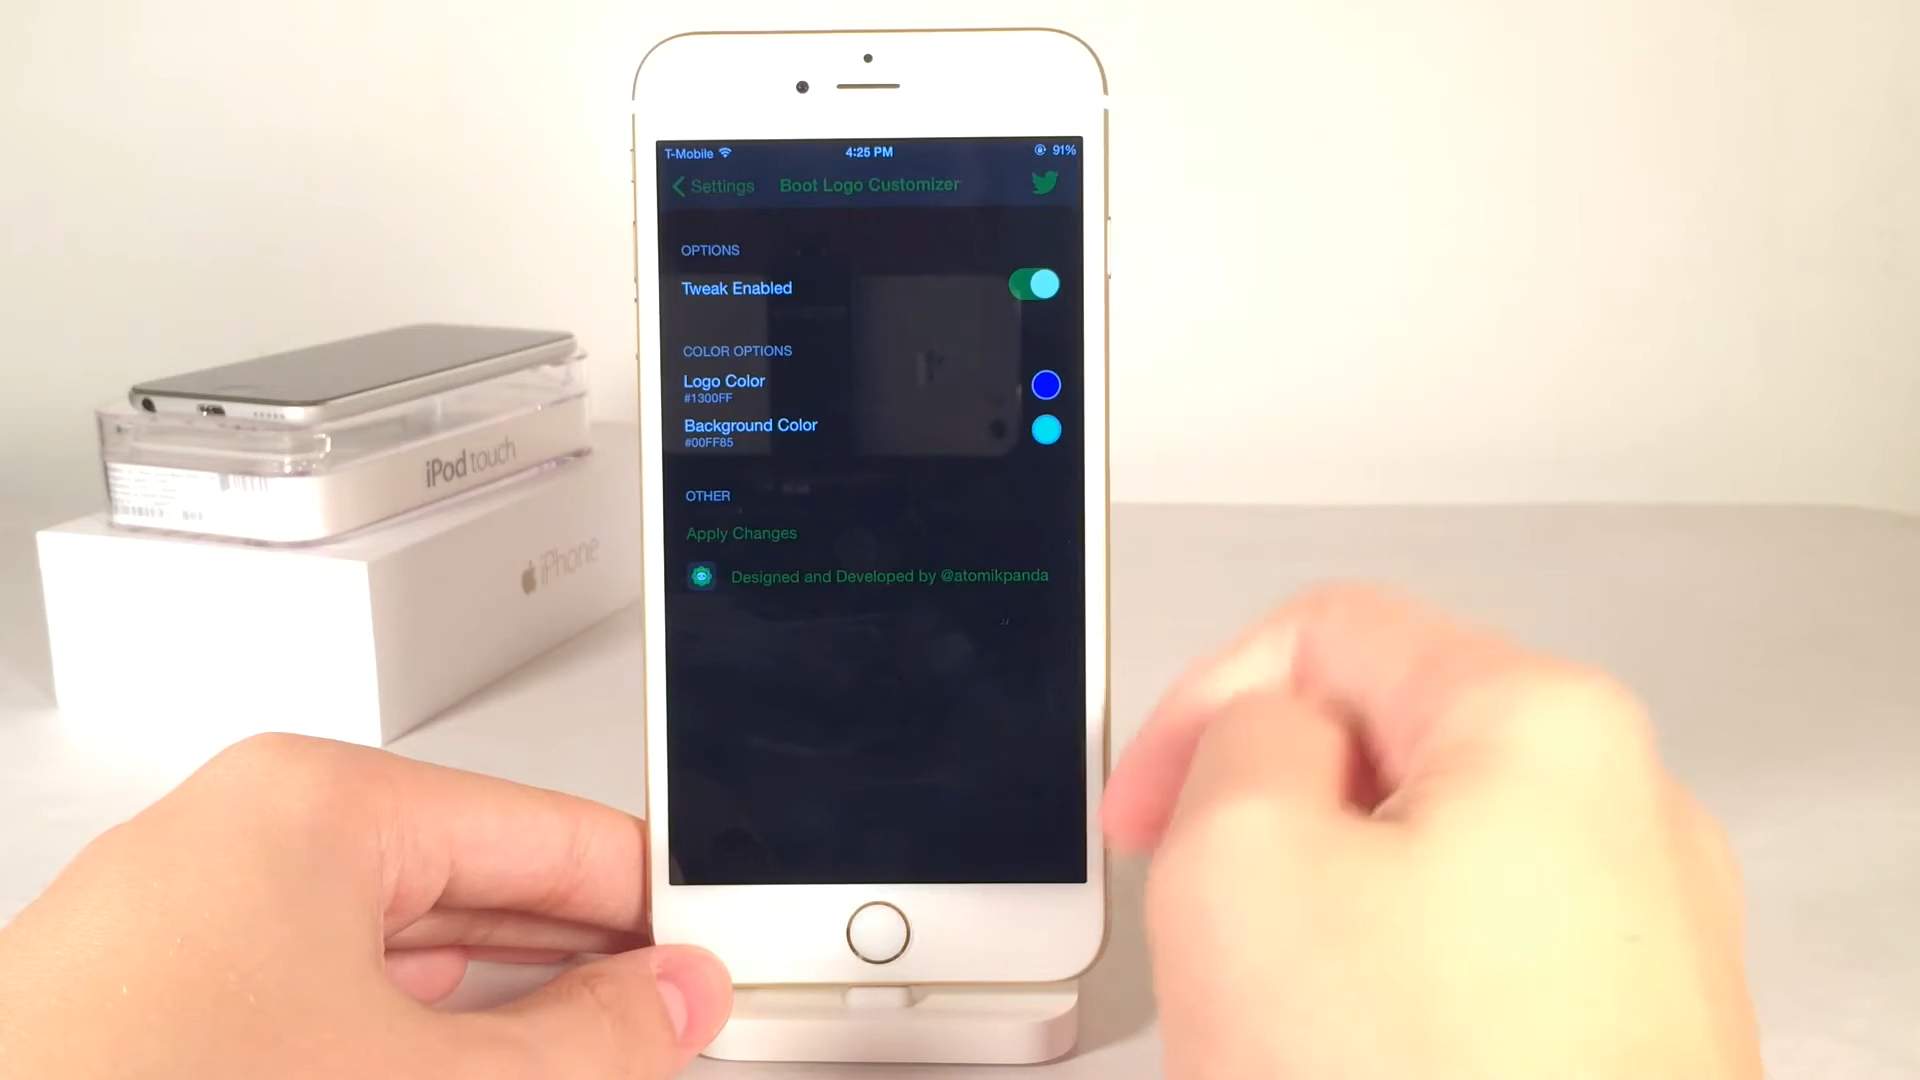 T-Mobile 4:25 PM 91%
Settings Boot Logo Customizer
OPTIONS
Tweak Enabled
COLOR OPTIONS
Logo Color
#1300FF
Background Color
#00FF85
OTHER
Apply Changes
Designed and Developed by @atomikpanda
iPod touch
iPhone